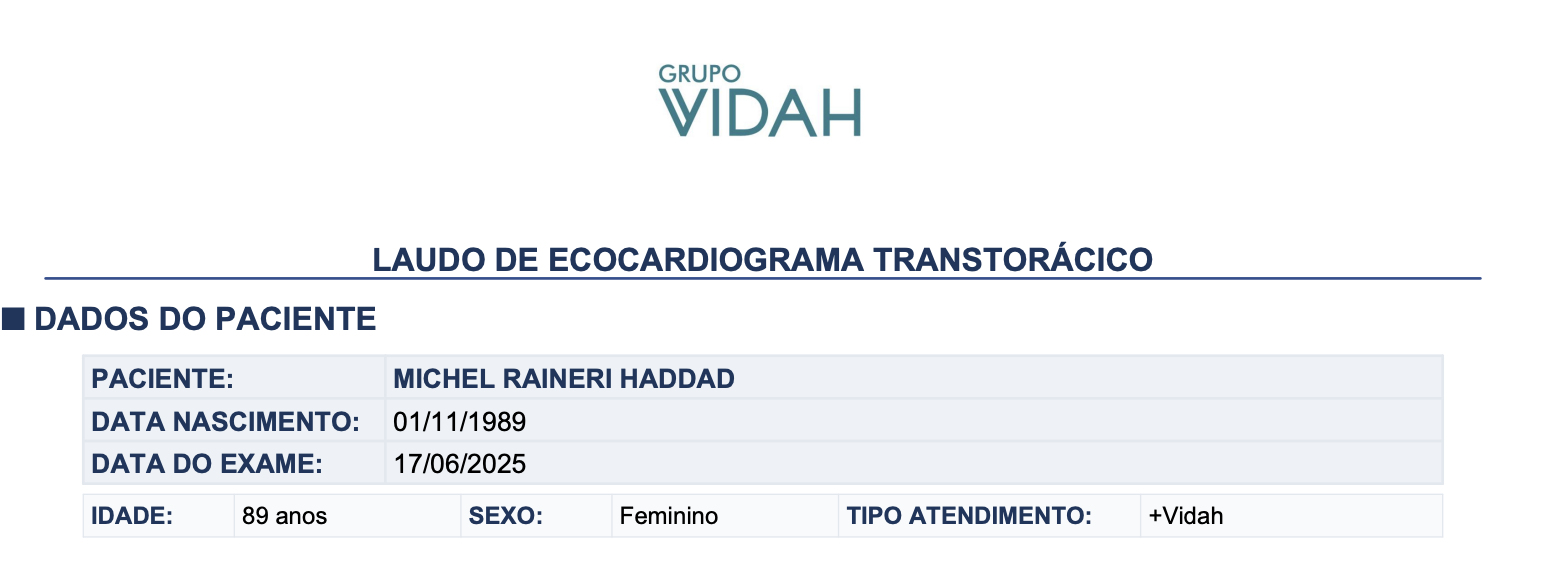 GRUPO
VIDAH
LAUDO DE ECOCARDIOGRAMA TRANSTORÁCICO
■ DADOS DO PACIENTE
PACIENTE: MICHEL RAINERI HADDAD
DATA NASCIMENTO: 01/11/1989
DATA DO EXAME: 17/06/2025
IDADE: 89 anos SEXO: Feminino TIPO ATENDIMENTO: +Vidah